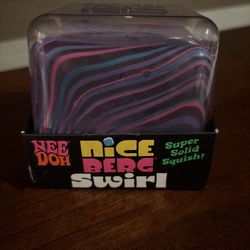 NEE
DOH
NiCE
BERG
Swirl
Super
Solid
Squish!